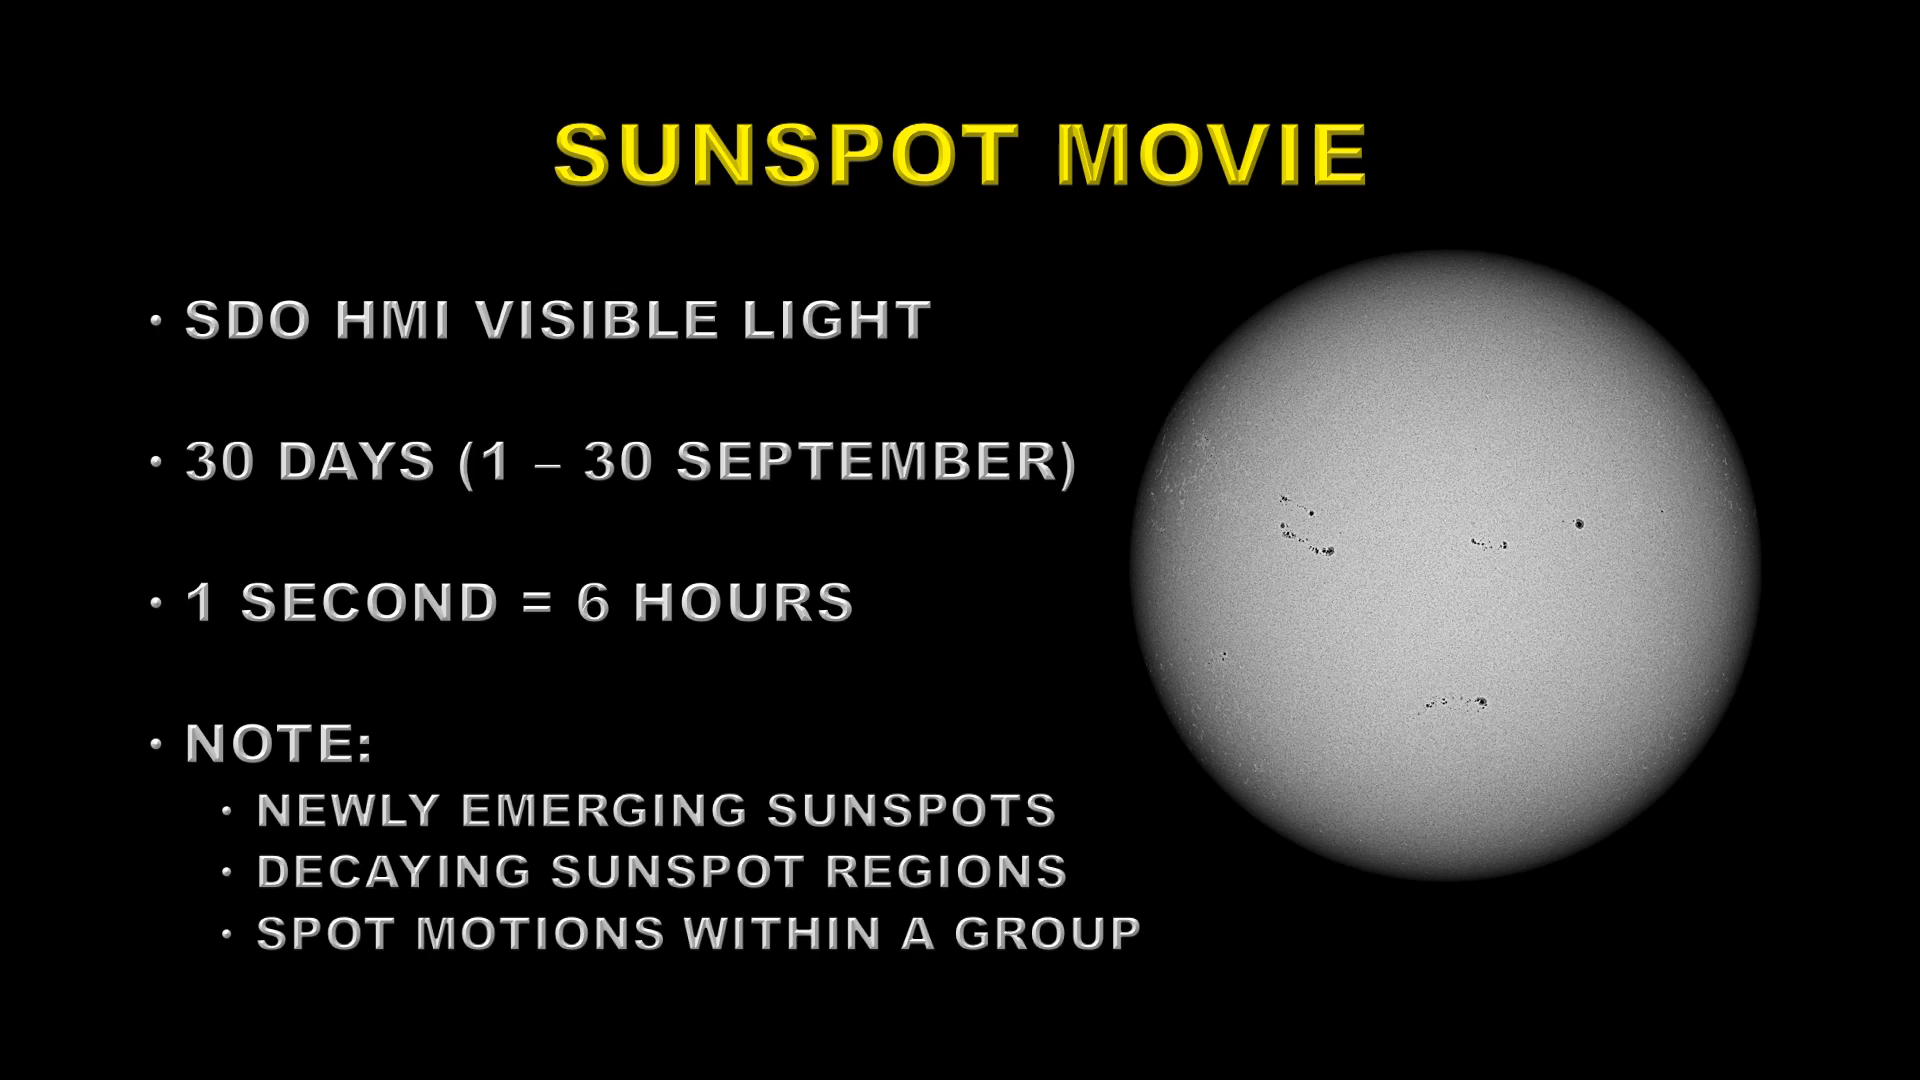 SUNSPOT MOVIE
• SDO HMI VISIBLE LIGHT
• 30 DAYS (1 – 30 SEPTEMBER)
• 1 SECOND = 6 HOURS
• NOTE:
• NEWLY EMERGING SUNSPOTS
• DECAYING SUNSPOT REGIONS
• SPOT MOTIONS WITHIN A GROUP